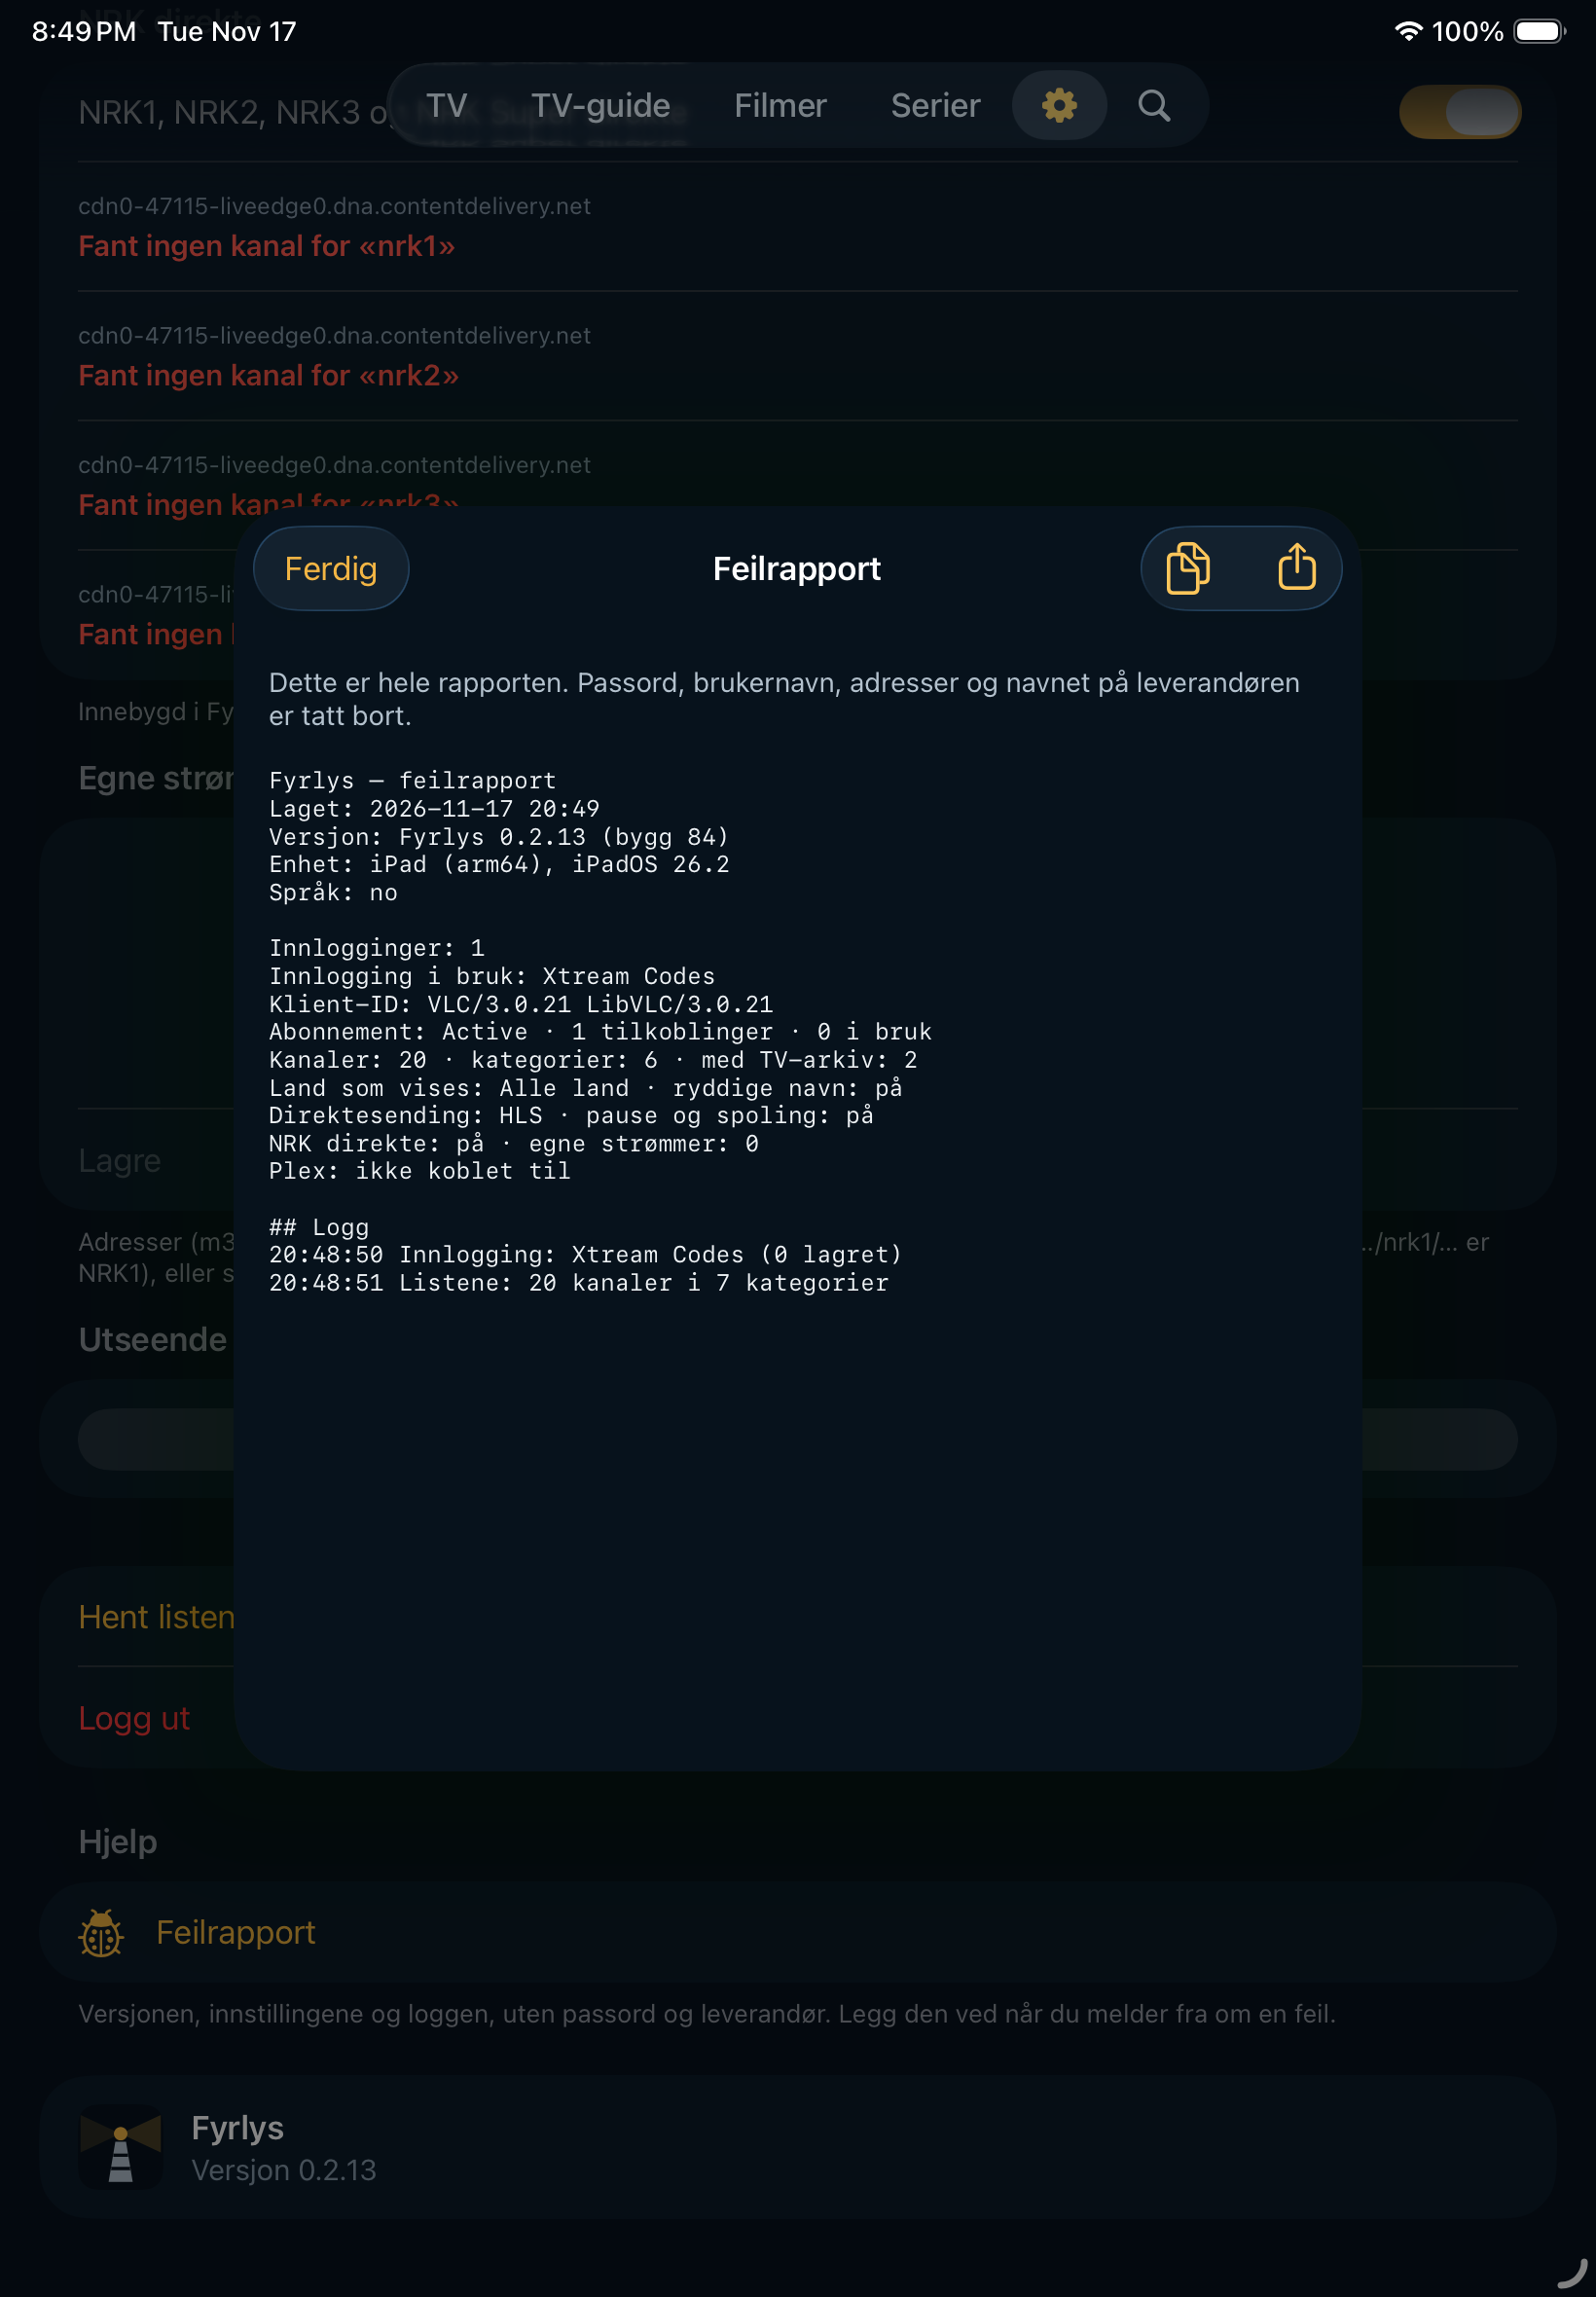 8:49 PM Tue Nov 17
100%
TV TV-guide Filmer Serier
NRK1, NRK2, NRK3 og
cdn0-47115-liveedge0.dna.contentdelivery.net
Fant ingen kanal for «nrk1»
cdn0-47115-liveedge0.dna.contentdelivery.net
Fant ingen kanal for «nrk2»
cdn0-47115-liveedge0.dna.contentdelivery.net
Fant ingen kanal for «nrk3»
cdn0-47115-li
Fant ingen
Innebygd i Fy
Egne strøm
Lagre
Adresser (m3
../nrk1/... er
NRK1), eller s
Utseende
Hent listen
Logg ut
Ferdig
Feilrapport
Dette er hele rapporten. Passord, brukernavn, adresser og navnet på leverandøren
er tatt bort.
Fyrlys – feilrapport
Laget: 2026-11-17 20:49
Versjon: Fyrlys 0.2.13 (bygg 84)
Enhet: iPad (arm64), iPadOS 26.2
Språk: no
Innlogginger: 1
Innlogging i bruk: Xtream Codes
Klient-ID: VLC/3.0.21 LibVLC/3.0.21
Abonnement: Active · 1 tilkoblinger · 0 i bruk
Kanaler: 20 · kategorier: 6 · med TV-arkiv: 2
Land som vises: Alle land · ryddige navn: på
Direktesending: HLS · pause og spoling: på
NRK direkte: på · egne strømmer: 0
Plex: ikke koblet til
## Logg
20:48:50 Innlogging: Xtream Codes (0 lagret)
20:48:51 Listene: 20 kanaler i 7 kategorier
Hjelp
Feilrapport
Versjonen, innstillingene og loggen, uten passord og leverandør. Legg den ved når du melder fra om en feil.
Fyrlys
Versjon 0.2.13